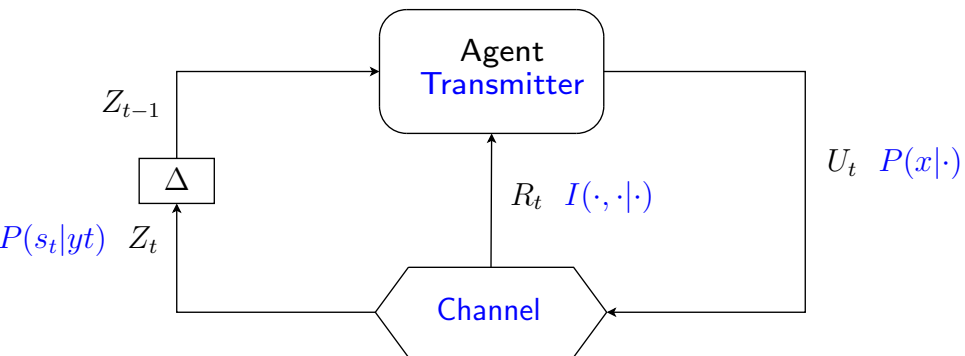 Agent
Transmitter
Z_{t−1}
Δ
U_t P(x|·)
R_t I(·, ·|·)
P(s_t|yt) Z_t
Channel